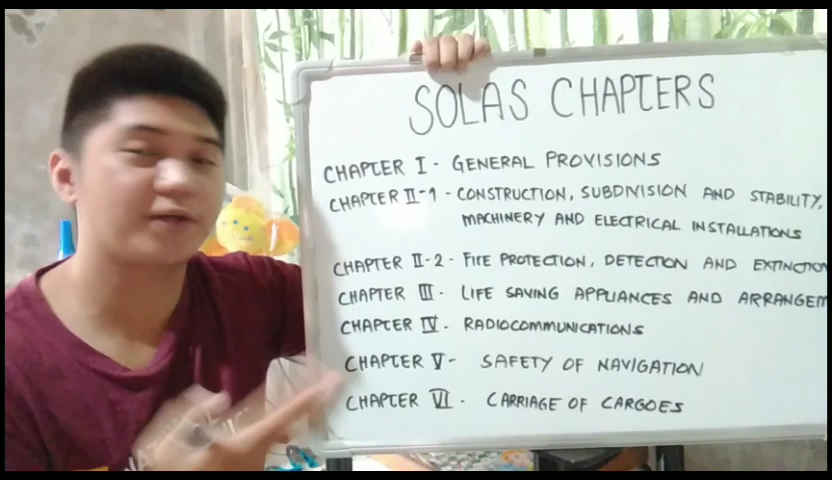 SOLAS CHAPTERS
CHAPTER I - GENERAL PROVISIONS
CHAPTER II-1 - CONSTRUCTION, SUBDIVISION AND STABILITY,
MACHINERY AND ELECTRICAL INSTALLATIONS
CHAPTER II-2 - FIRE PROTECTION, DETECTION AND EXTINCTION
CHAPTER III - LIFE SAVING APPLIANCES AND ARRANGEM
CHAPTER IV - RADIOCOMMUNICATIONS
CHAPTER V - SAFETY OF NAVIGATION
CHAPTER VI - CARRIAGE OF CARGOES